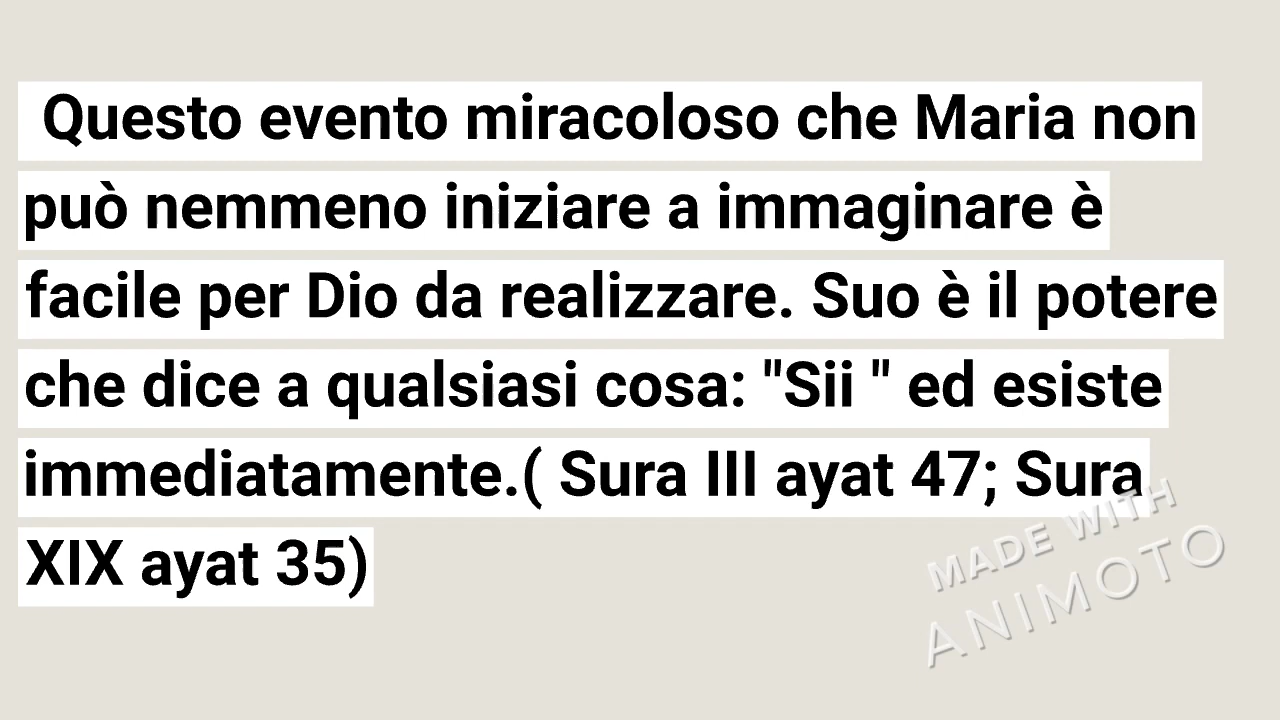 Questo evento miracoloso che Maria non
può nemmeno iniziare a immaginare è
facile per Dio da realizzare. Suo è il potere
che dice a qualsiasi cosa: "Sii " ed esiste
immediatamente.( Sura III ayat 47; Sura
XIX ayat 35)
MADE WITH
ANIMOTO